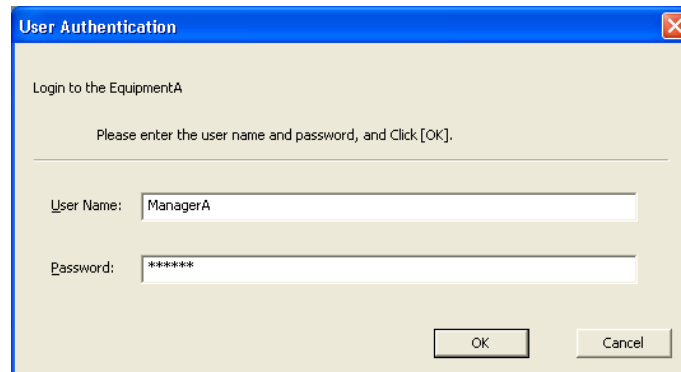 User Authentication
Login to the EquipmentA
Please enter the user name and password, and Click [OK].
User Name: ManagerA
Password: ******
OK Cancel